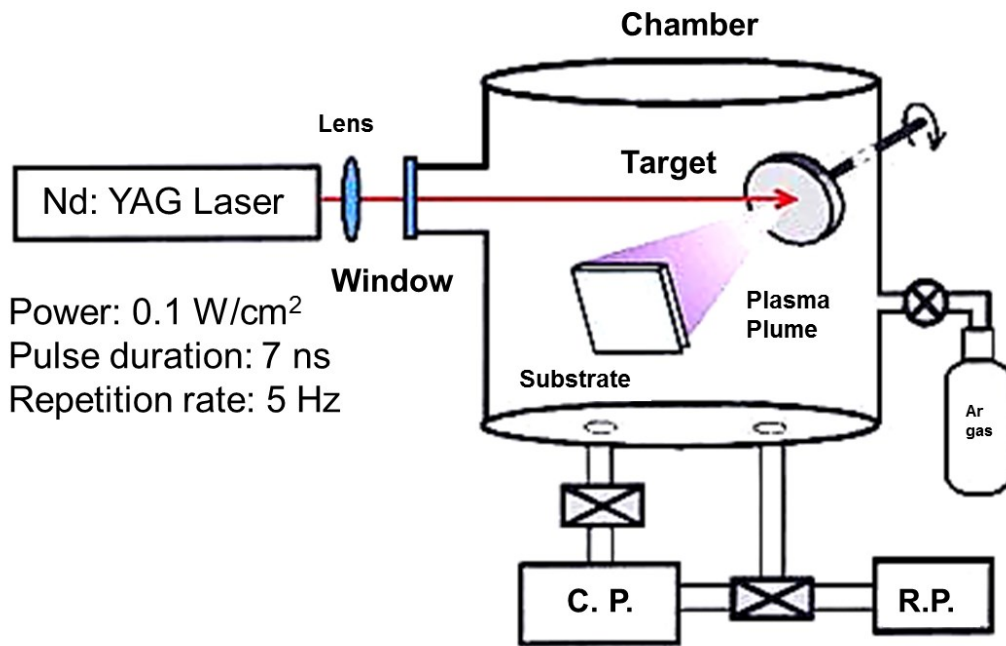 Chamber
Lens
Target
Nd: YAG Laser
Window
Power: 0.1 W/cm²
Pulse duration: 7 ns
Repetition rate: 5 Hz
Plasma
Plume
Substrate
Ar
gas
C. P.
R.P.